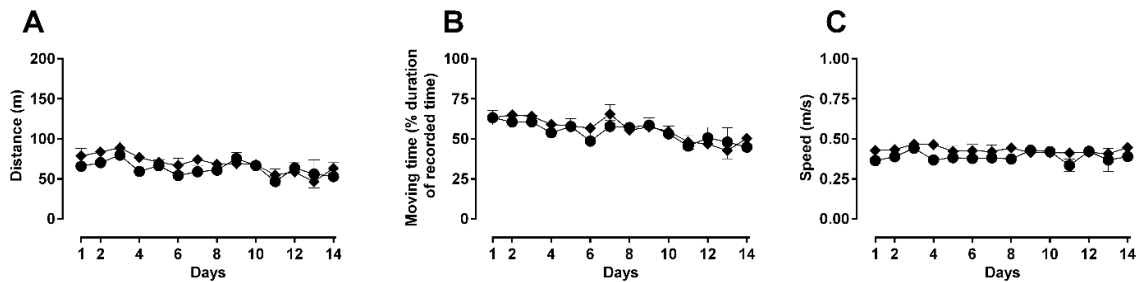 A
Distance (m)
200
150
100
50
0
1 2 4 6 8 10 12 14
Days
B
Moving time (% duration
of recorded time)
100
75
50
25
0
1 2 4 6 8 10 12 14
Days
C
Speed (m/s)
1.00
0.75
0.50
0.25
0.00
1 2 4 6 8 10 12 14
Days